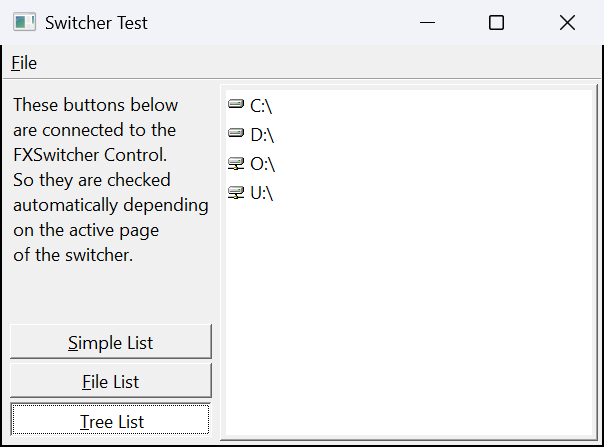 Switcher Test
File
These buttons below
are connected to the
FXSwitcher Control.
So they are checked
automatically depending
on the active page
of the switcher.
Simple List
File List
Tree List
C:\
D:\
O:\
U:\